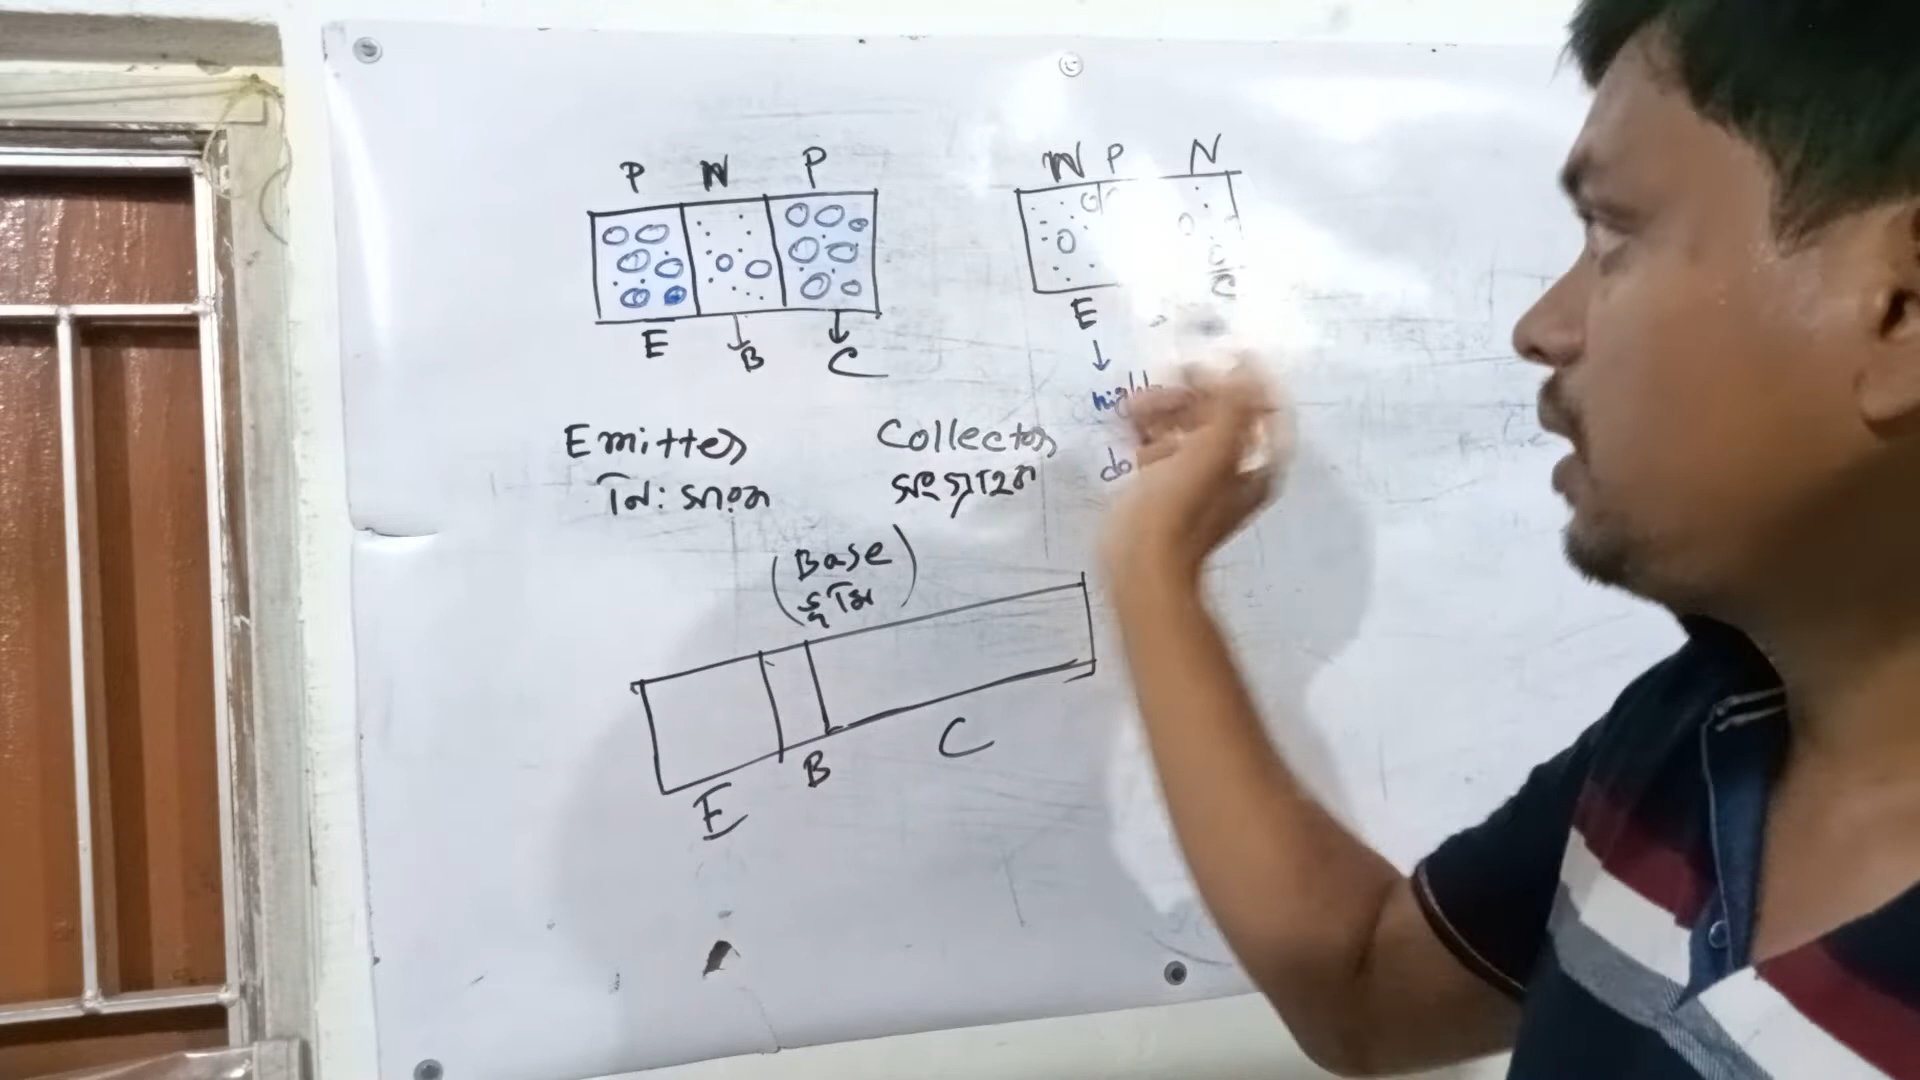 P N P
E B C
N P N
E
C
Emitter
নিঃসারক
Collector
সংগ্রাহক
(Base
ভূমি)
E B C